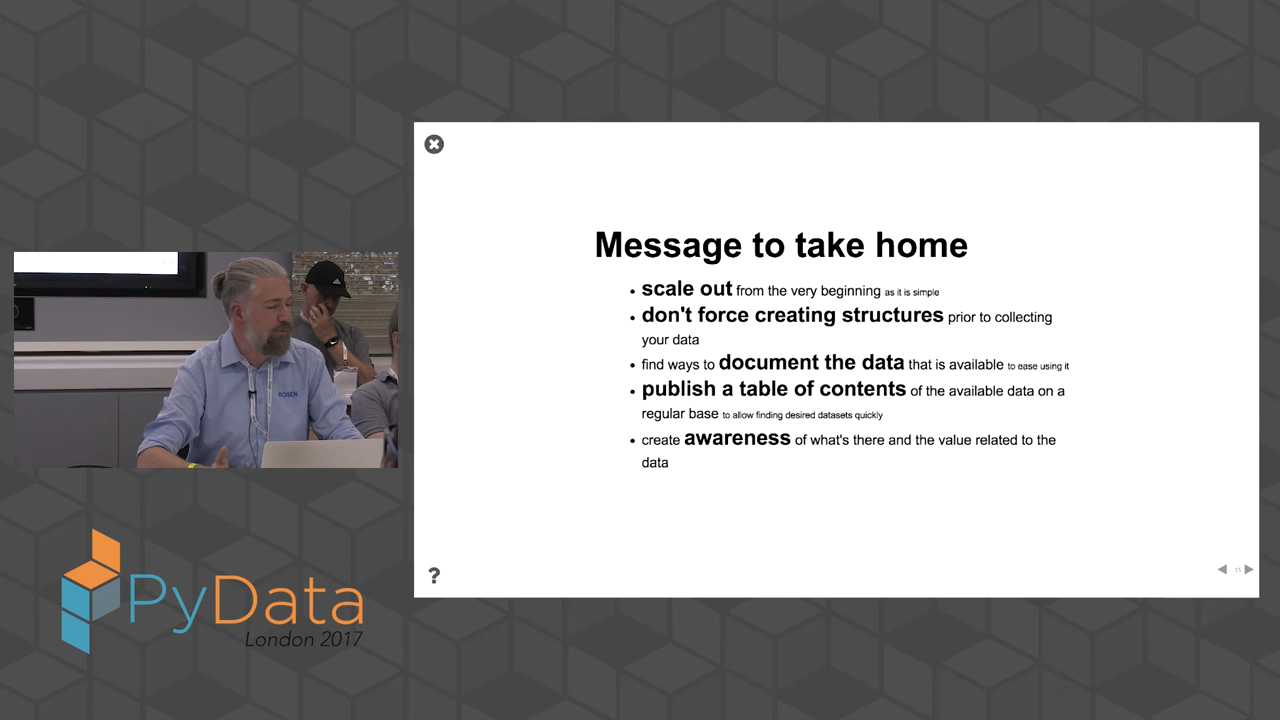 Message to take home
scale out from the very beginning as it is simple
don't force creating structures prior to collecting
your data
find ways to document the data that is available to ease using it
publish a table of contents of the available data on a
regular base to allow finding desired datasets quickly
create awareness of what's there and the value related to the
data
?
15
ROSEN
PyData
London 2017